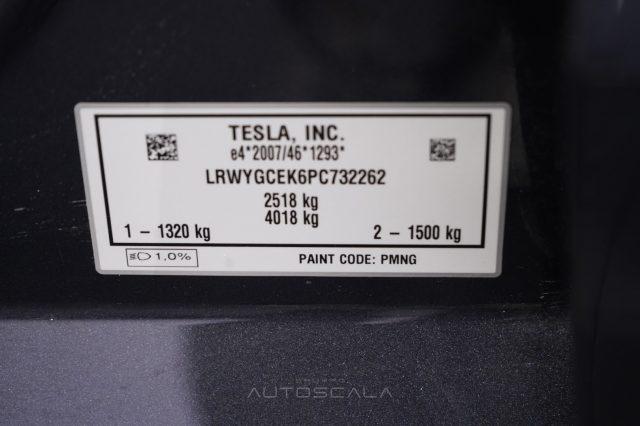 TESLA, INC.
e4*2007/46*1293*
LRWYGCEK6PC732262
2518 kg
4018 kg
1 – 1320 kg 2 – 1500 kg
1,0% PAINT CODE: PMNG
GRUPPO
AUTOSCALA